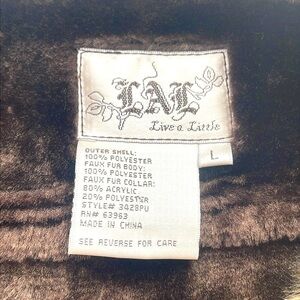 LAL
Live a Little
L
OUTER SHELL:
100% POLYESTER
FAUX FUR BODY:
100% POLYESTER
FAUX FUR COLLAR:
80% ACRYLIC.
20% POLYESTER
STYLE# 3428PU
RN# 63963
MADE IN CHINA
SEE REVERSE FOR CARE